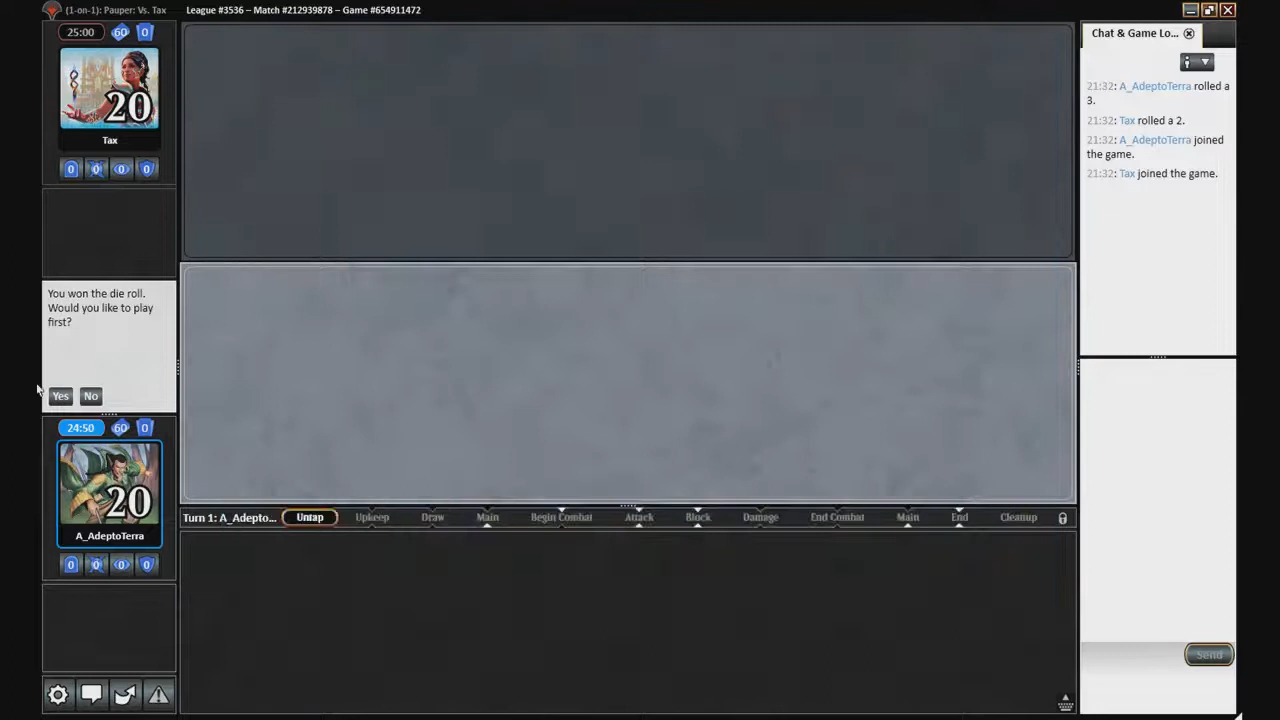 (1-on-1): Pauper: Vs. Tax
League #3536 – Match #212939878 – Game #654911472
25:00 60 0
20
Tax
0 0 0 0
You won the die roll.
Would you like to play
first?
Yes No
24:50 60 0
20
A_AdeptoTerra
0 0 0 0
Turn 1: A_Adepto... Untap Upkeep Draw Main Begin Combat Attack Block Damage End Combat Main End Cleanup
Chat & Game Lo...
21:32: A_AdeptoTerra rolled a
3.
21:32: Tax rolled a 2.
21:32: A_AdeptoTerra joined
the game.
21:32: Tax joined the game.
Send